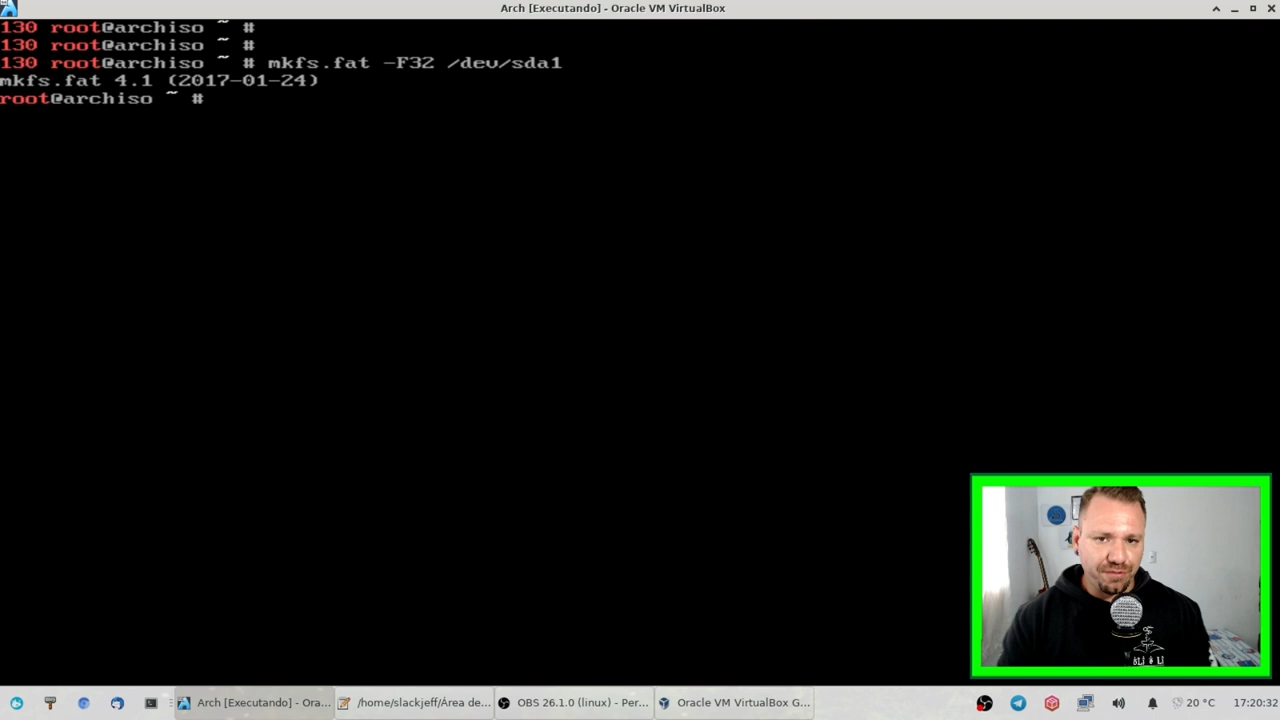 Arch [Executando] - Oracle VM VirtualBox
130 root@archiso ~ #
130 root@archiso ~ #
130 root@archiso ~ # mkfs.fat -F32 /dev/sda1
mkfs.fat 4.1 (2017-01-24)
root@archiso ~ #
Arch [Executando] - Ora... /home/slackjeff/Área de... OBS 26.1.0 (linux) - Per... Oracle VM VirtualBox G... 20 °C 17:20:32